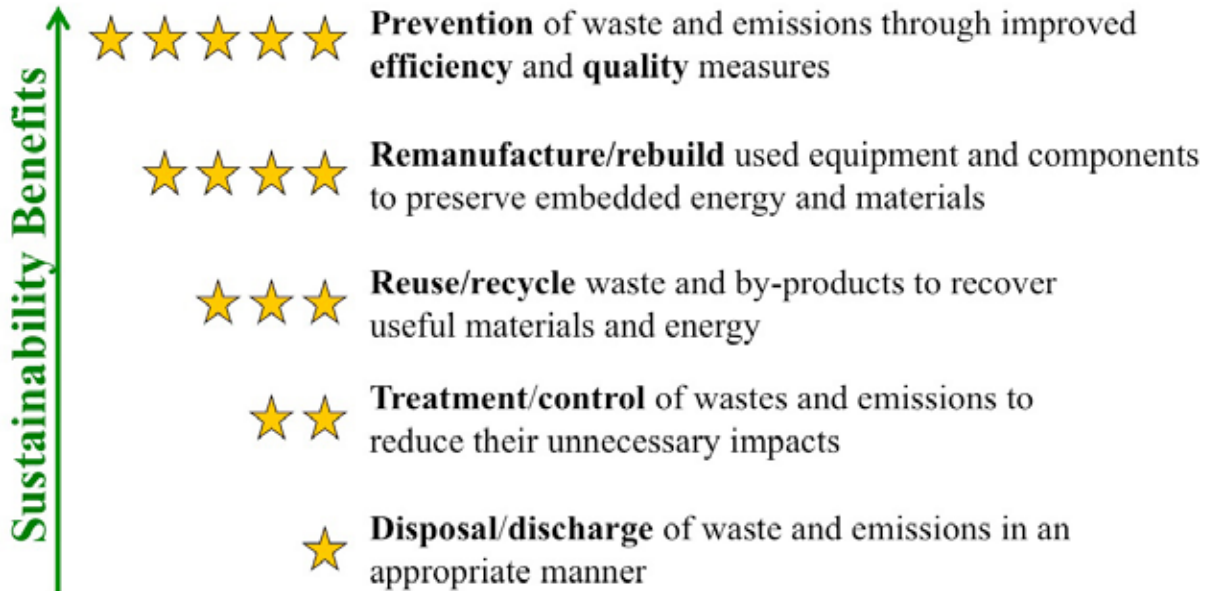 Sustainability Benefits
Prevention of waste and emissions through improved
efficiency and quality measures
Remanufacture/rebuild used equipment and components
to preserve embedded energy and materials
Reuse/recycle waste and by-products to recover
useful materials and energy
Treatment/control of wastes and emissions to
reduce their unnecessary impacts
Disposal/discharge of waste and emissions in an
appropriate manner